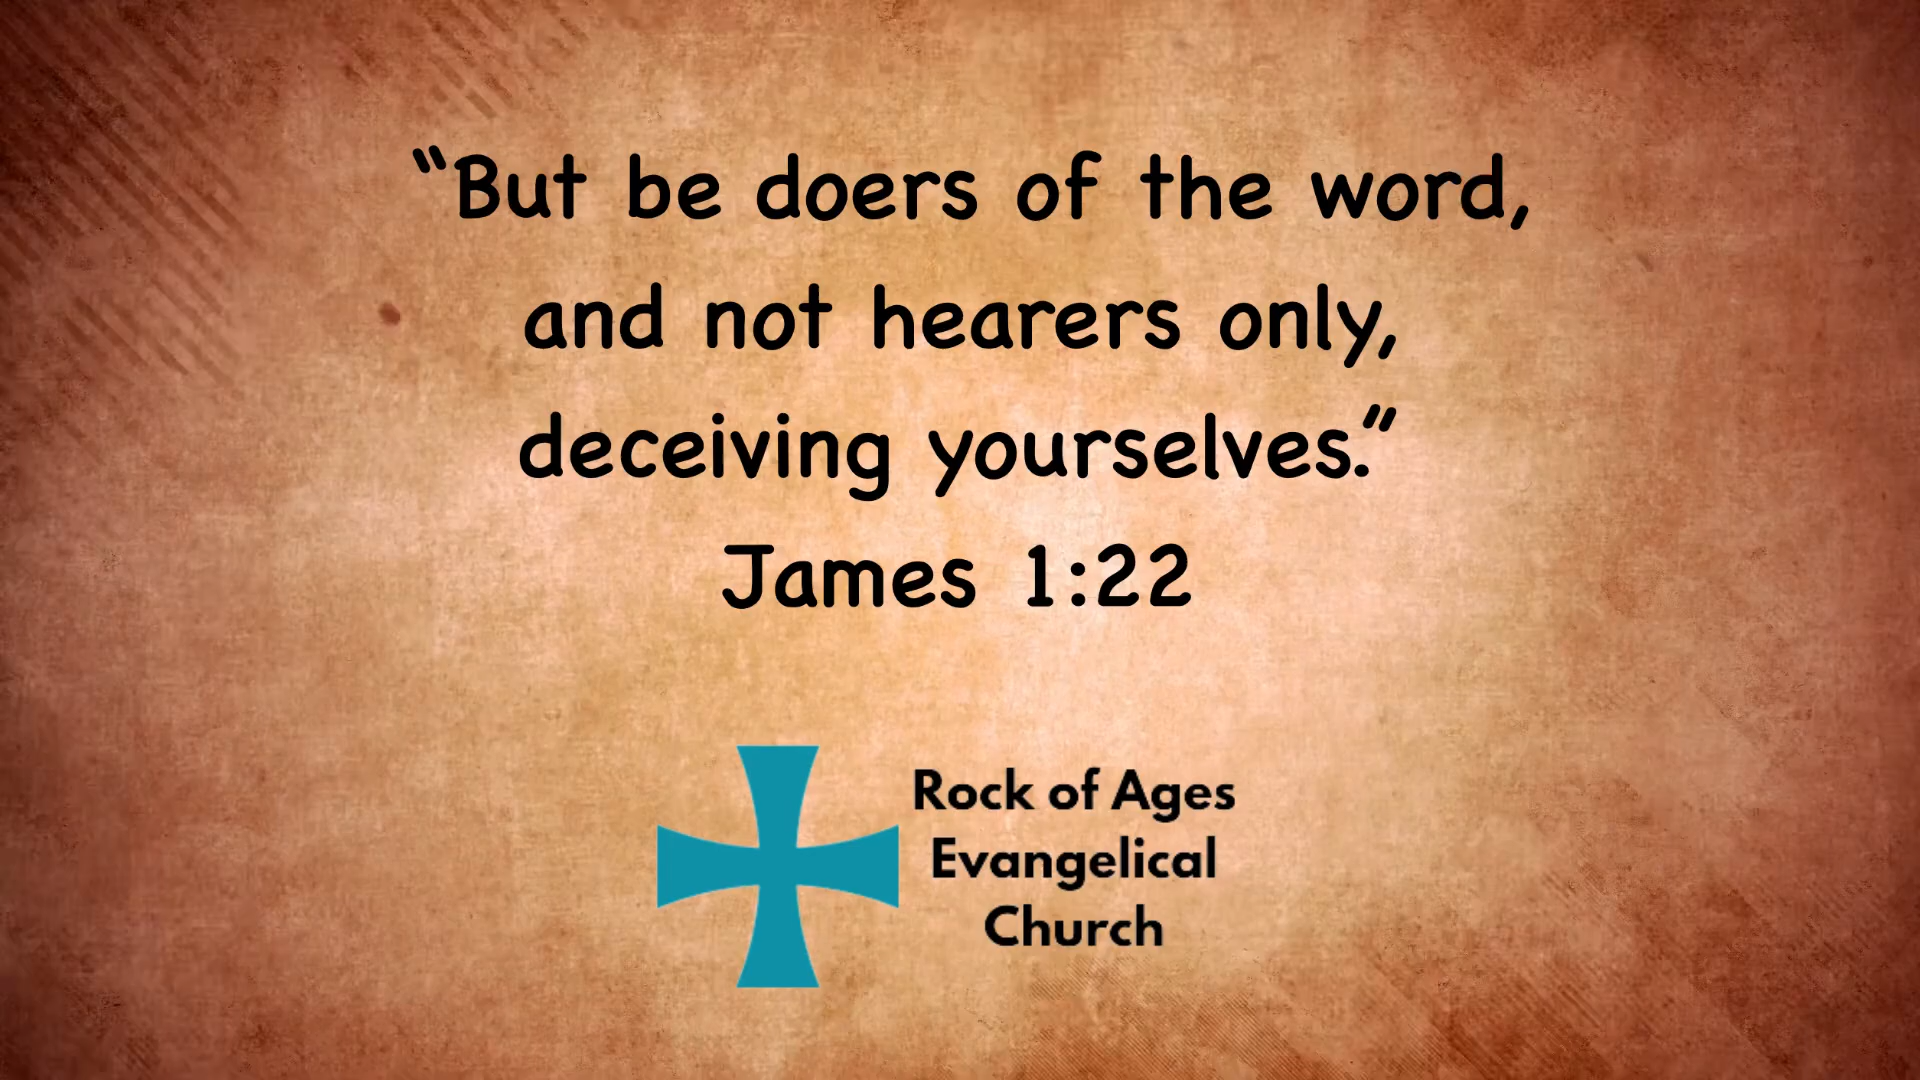 “But be doers of the word,
and not hearers only,
deceiving yourselves.”
James 1:22
Rock of Ages
Evangelical
Church